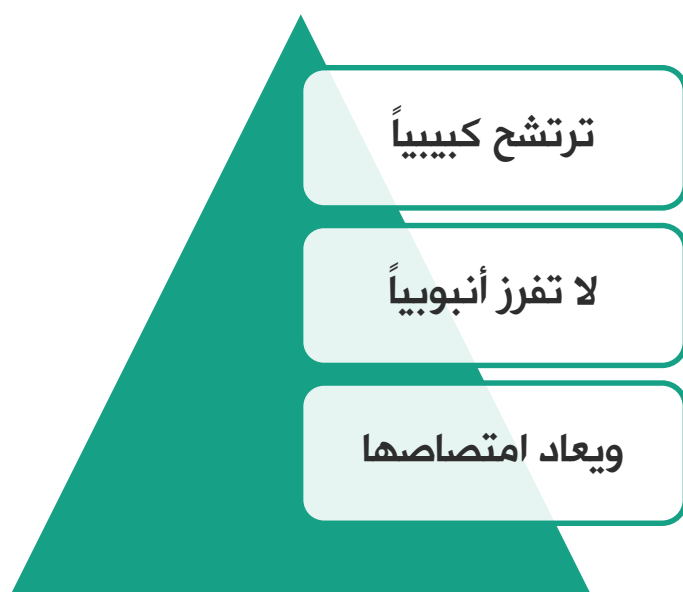 ترتشح كبيبياً
لا تفرز أنبوبياً
ويعاد امتصاصها